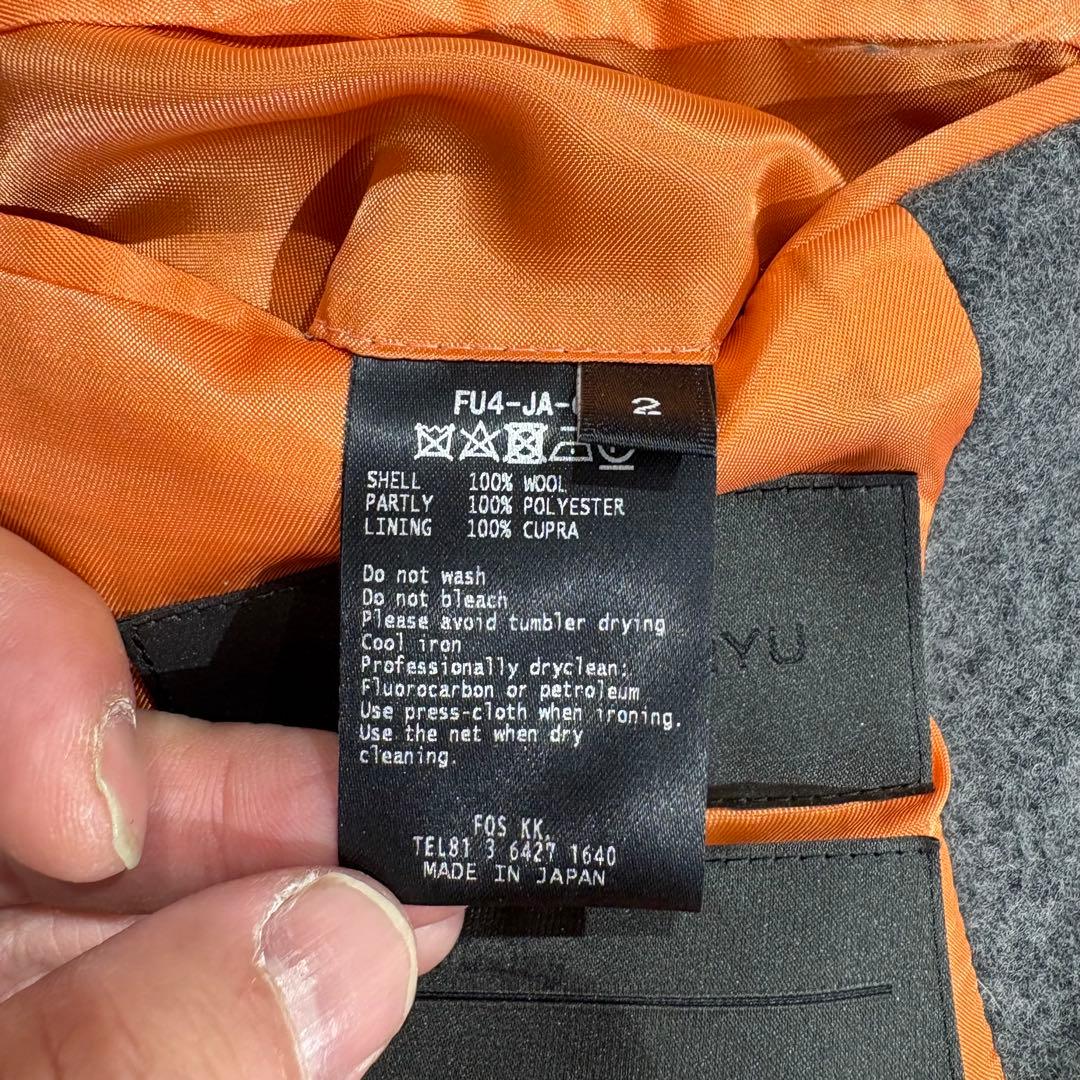 FU4-JA-
2
SHELL 100% WOOL
PARTLY 100% POLYESTER
LINING 100% CUPRA
Do not wash
Do not bleach
Please avoid tumbler drying
Cool iron
Professionally dryclean:
Fluorocarbon or petroleum
Use press-cloth when ironing.
Use the net when dry
cleaning.
FOS KK.
TEL81 3 6427 1640
MADE IN JAPAN
YU